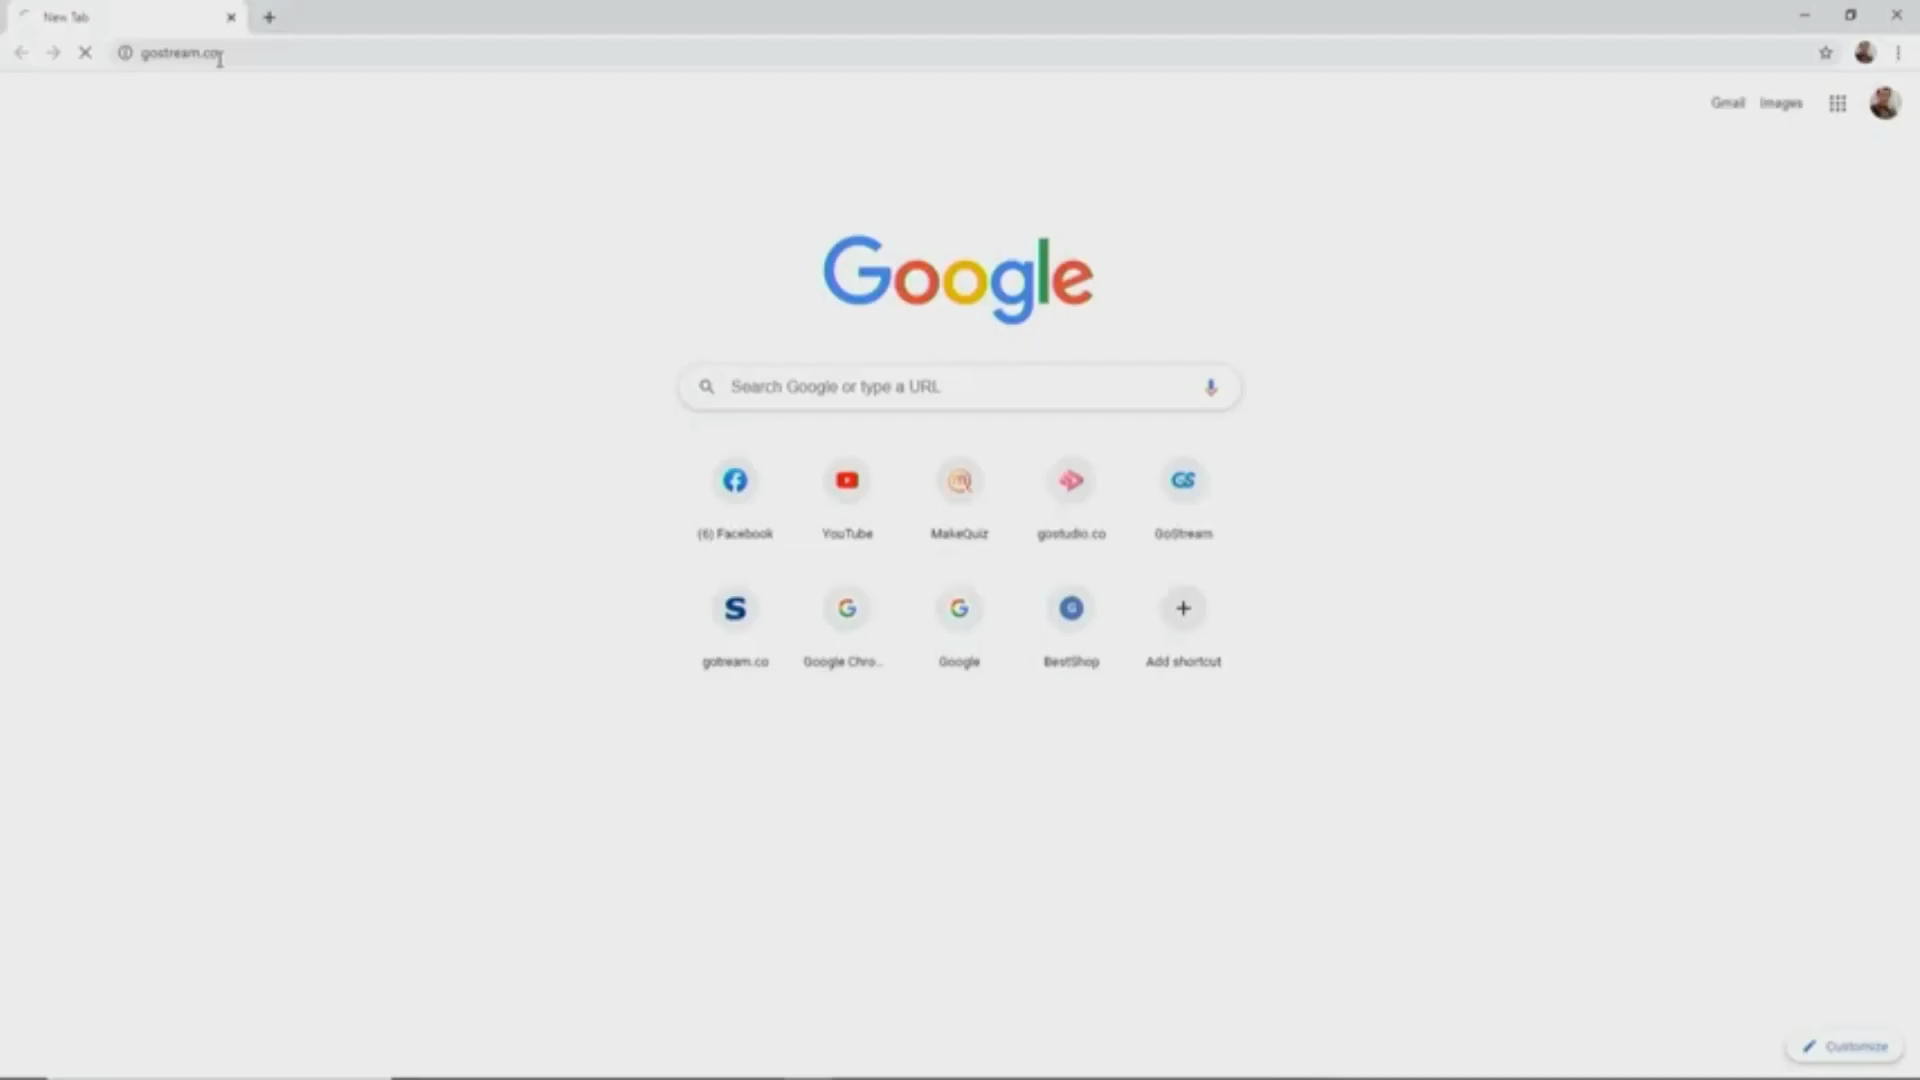 New Tab
gostream.co
Gmail Images
Google
Search Google or type a URL
(6) Facebook YouTube MakeQuiz gostudio.co GoStream
gotream.co Google Chro... Google BestShop Add shortcut
Customize